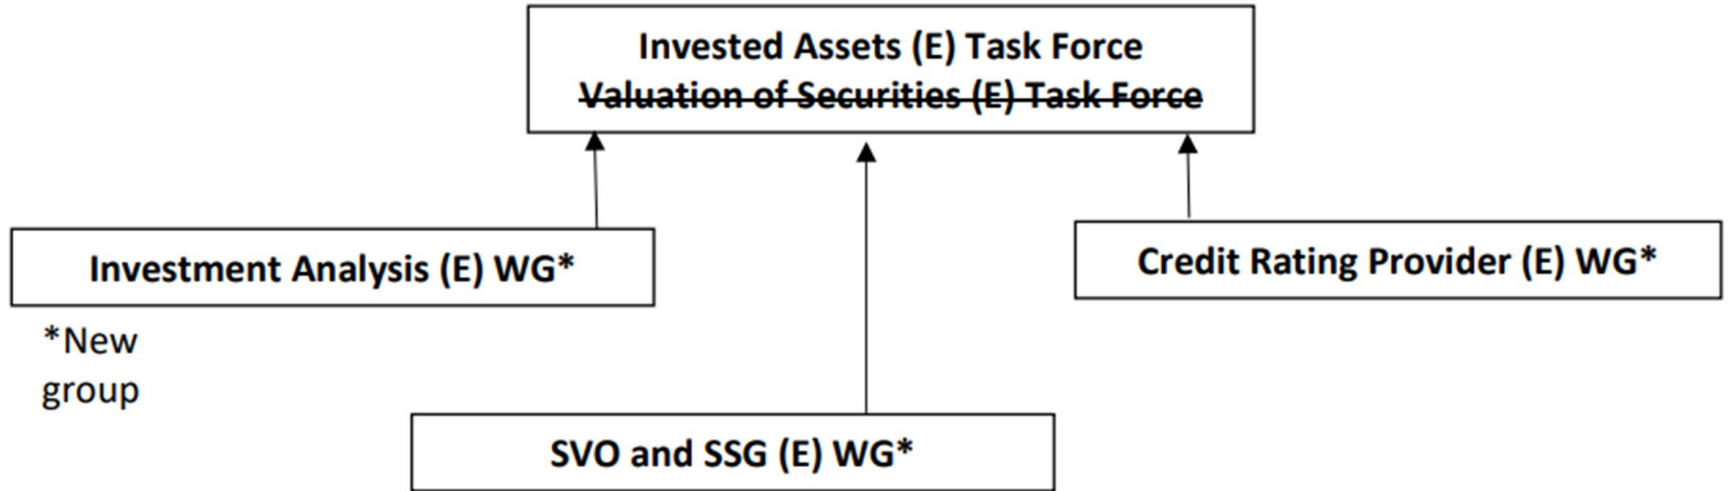 Invested Assets (E) Task Force
Valuation of Securities (E) Task Force
Investment Analysis (E) WG*
Credit Rating Provider (E) WG*
*New
group
SVO and SSG (E) WG*